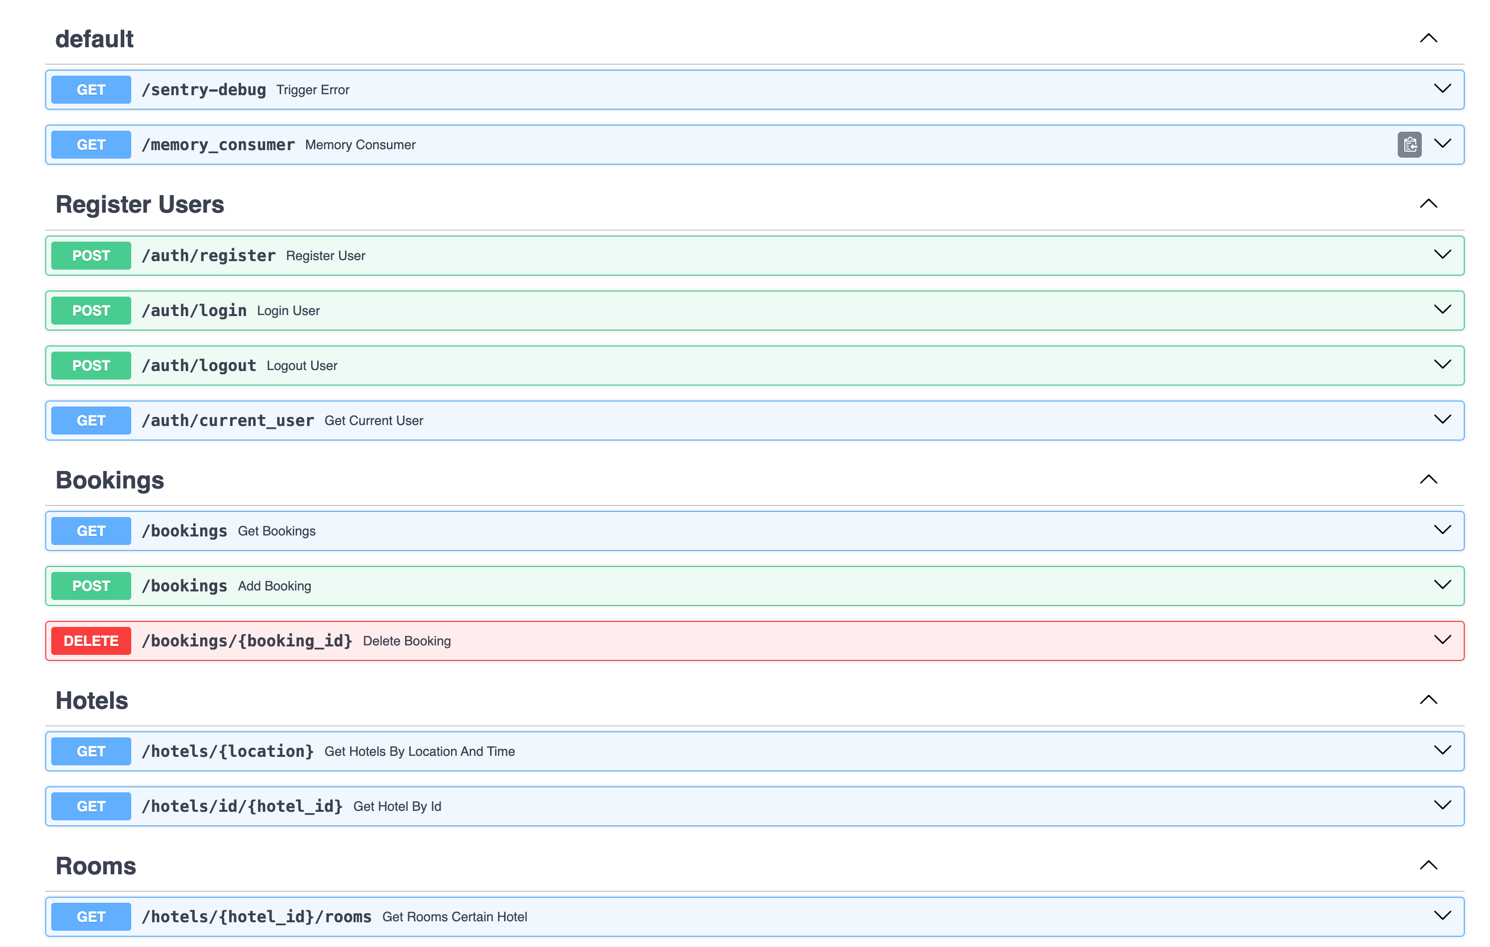 default
GET /sentry-debug Trigger Error
GET /memory_consumer Memory Consumer
Register Users
POST /auth/register Register User
POST /auth/login Login User
POST /auth/logout Logout User
GET /auth/current_user Get Current User
Bookings
GET /bookings Get Bookings
POST /bookings Add Booking
DELETE /bookings/{booking_id} Delete Booking
Hotels
GET /hotels/{location} Get Hotels By Location And Time
GET /hotels/id/{hotel_id} Get Hotel By Id
Rooms
GET /hotels/{hotel_id}/rooms Get Rooms Certain Hotel